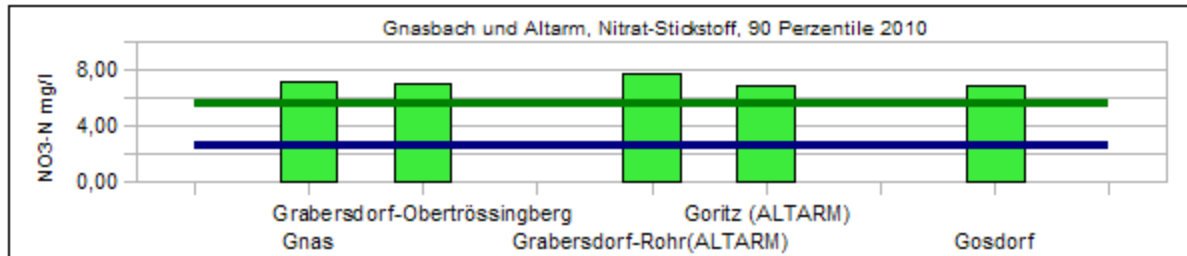 Gnasbach und Altarm, Nitrat-Stickstoff, 90 Perzentile 2010
NO3-N mg/l
8,00
4,00
0,00
Grabersdorf-Obertrössingberg
Goritz (ALTARM)
Gnas
Grabersdorf-Rohr(ALTARM)
Gosdorf